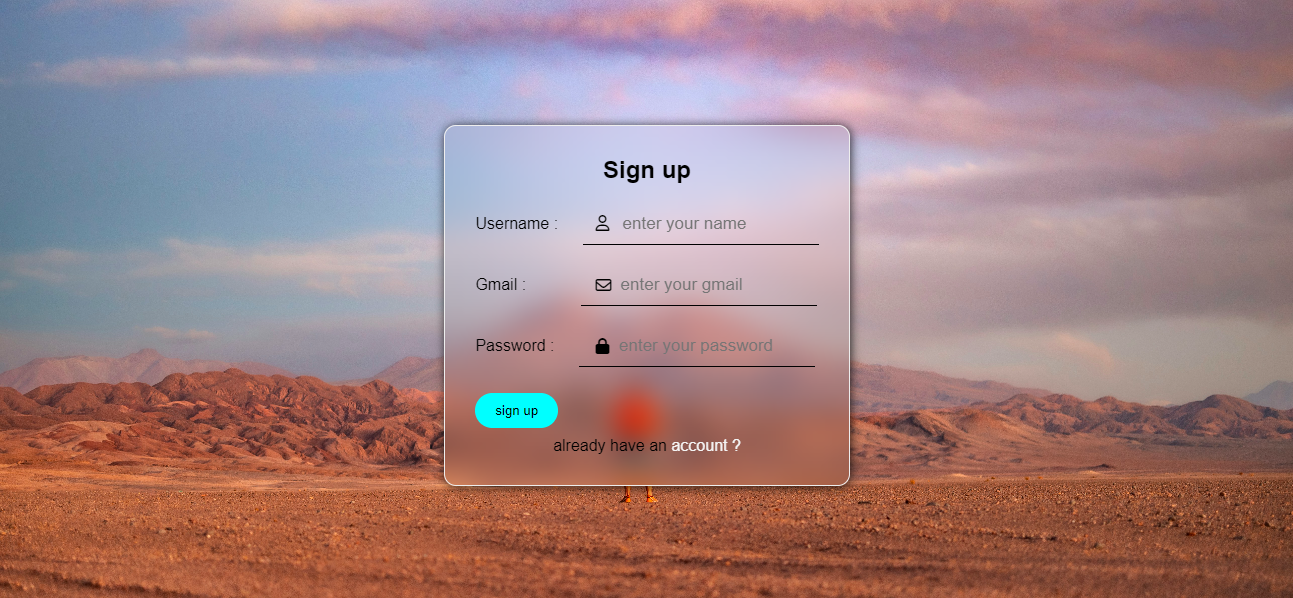 Sign up
Username : enter your name
Gmail : enter your gmail
Password : enter your password
sign up
already have an account ?